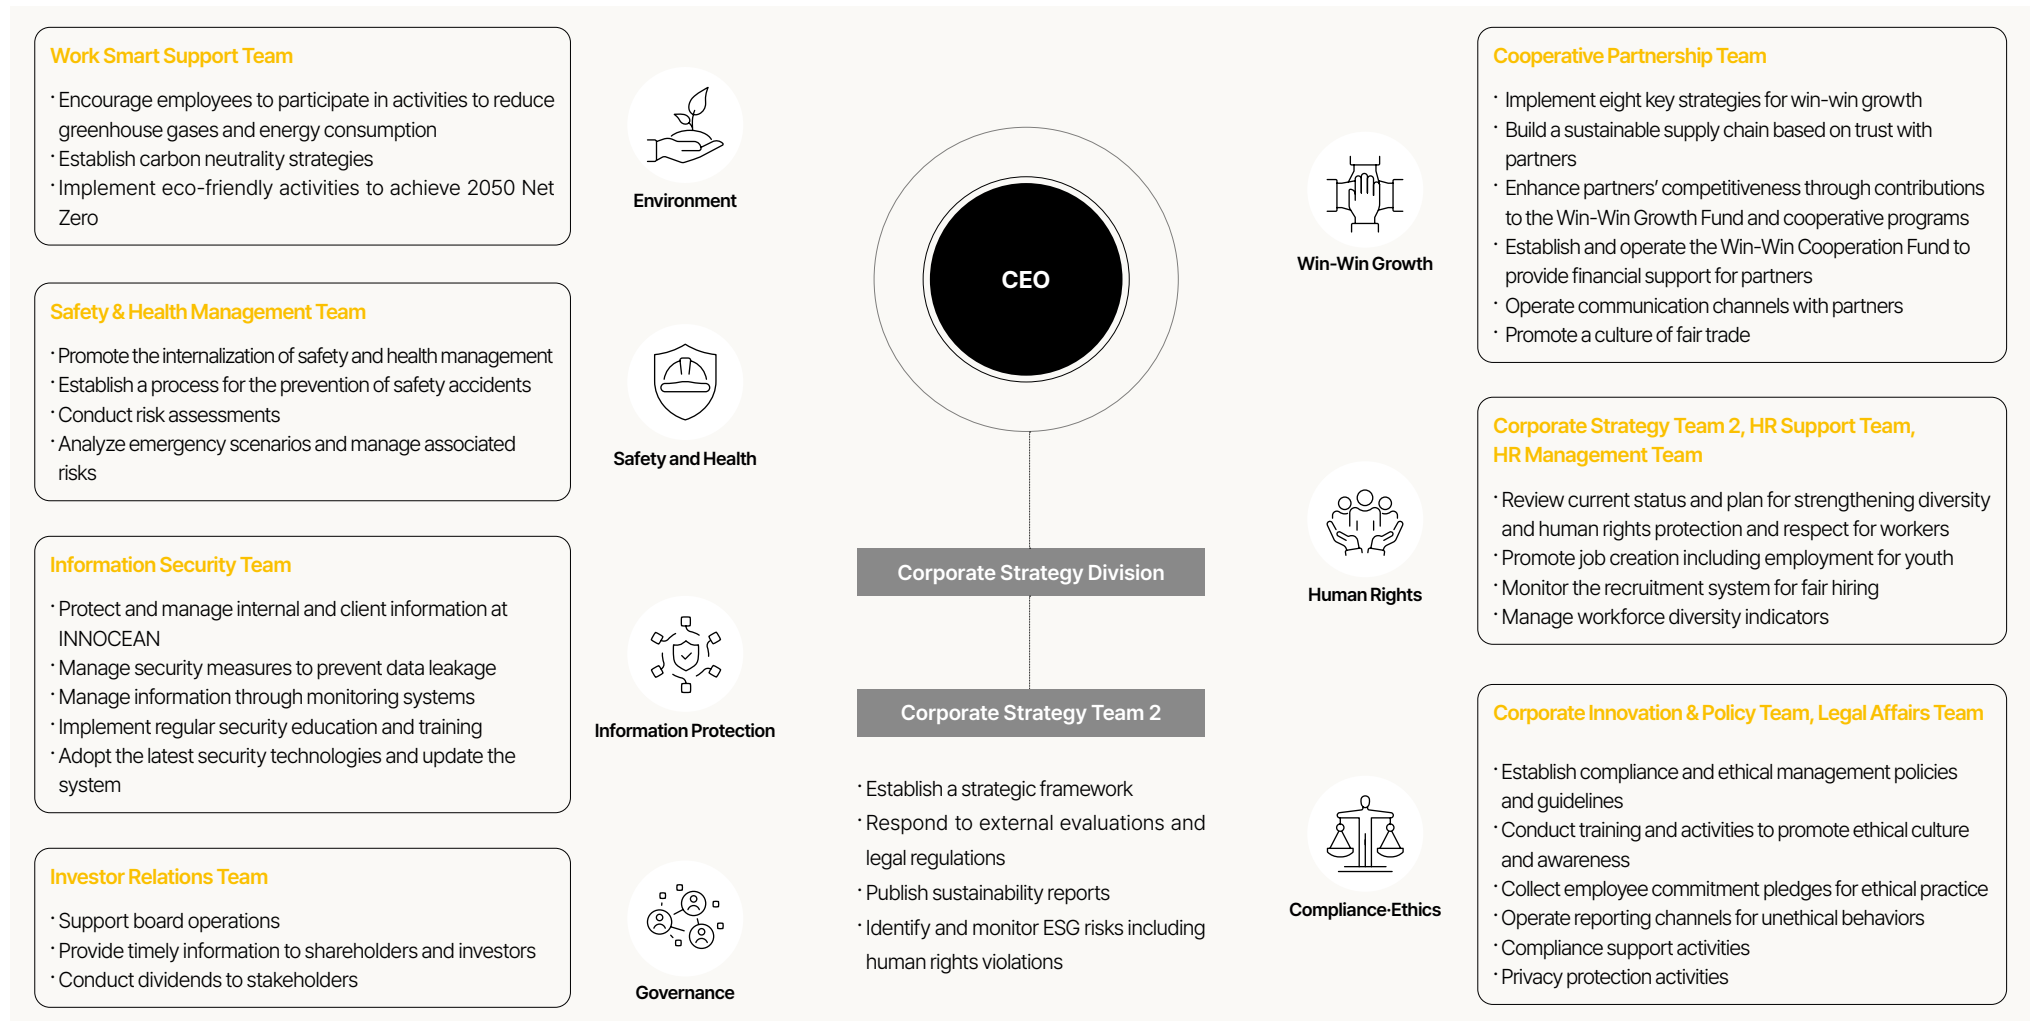 Work Smart Support Team
· Encourage employees to participate in activities to reduce
greenhouse gases and energy consumption
· Establish carbon neutrality strategies
· Implement eco-friendly activities to achieve 2050 Net
Zero
Environment
Safety & Health Management Team
· Promote the internalization of safety and health management
· Establish a process for the prevention of safety accidents
· Conduct risk assessments
· Analyze emergency scenarios and manage associated
risks
Safety and Health
Information Security Team
· Protect and manage internal and client information at
INNOCEAN
· Manage security measures to prevent data leakage
· Manage information through monitoring systems
· Implement regular security education and training
· Adopt the latest security technologies and update the
system
Information Protection
Investor Relations Team
· Support board operations
· Provide timely information to shareholders and investors
· Conduct dividends to stakeholders
Governance
CEO
Corporate Strategy Division
Corporate Strategy Team 2
· Establish a strategic framework
· Respond to external evaluations and
legal regulations
· Publish sustainability reports
· Identify and monitor ESG risks including
human rights violations
Win-Win Growth
Cooperative Partnership Team
· Implement eight key strategies for win-win growth
· Build a sustainable supply chain based on trust with
partners
· Enhance partners' competitiveness through contributions
to the Win-Win Growth Fund and cooperative programs
· Establish and operate the Win-Win Cooperation Fund to
provide financial support for partners
· Operate communication channels with partners
· Promote a culture of fair trade
Human Rights
Corporate Strategy Team 2, HR Support Team,
HR Management Team
· Review current status and plan for strengthening diversity
and human rights protection and respect for workers
· Promote job creation including employment for youth
· Monitor the recruitment system for fair hiring
· Manage workforce diversity indicators
Compliance·Ethics
Corporate Innovation & Policy Team, Legal Affairs Team
· Establish compliance and ethical management policies
and guidelines
· Conduct training and activities to promote ethical culture
and awareness
· Collect employee commitment pledges for ethical practice
· Operate reporting channels for unethical behaviors
· Compliance support activities
· Privacy protection activities